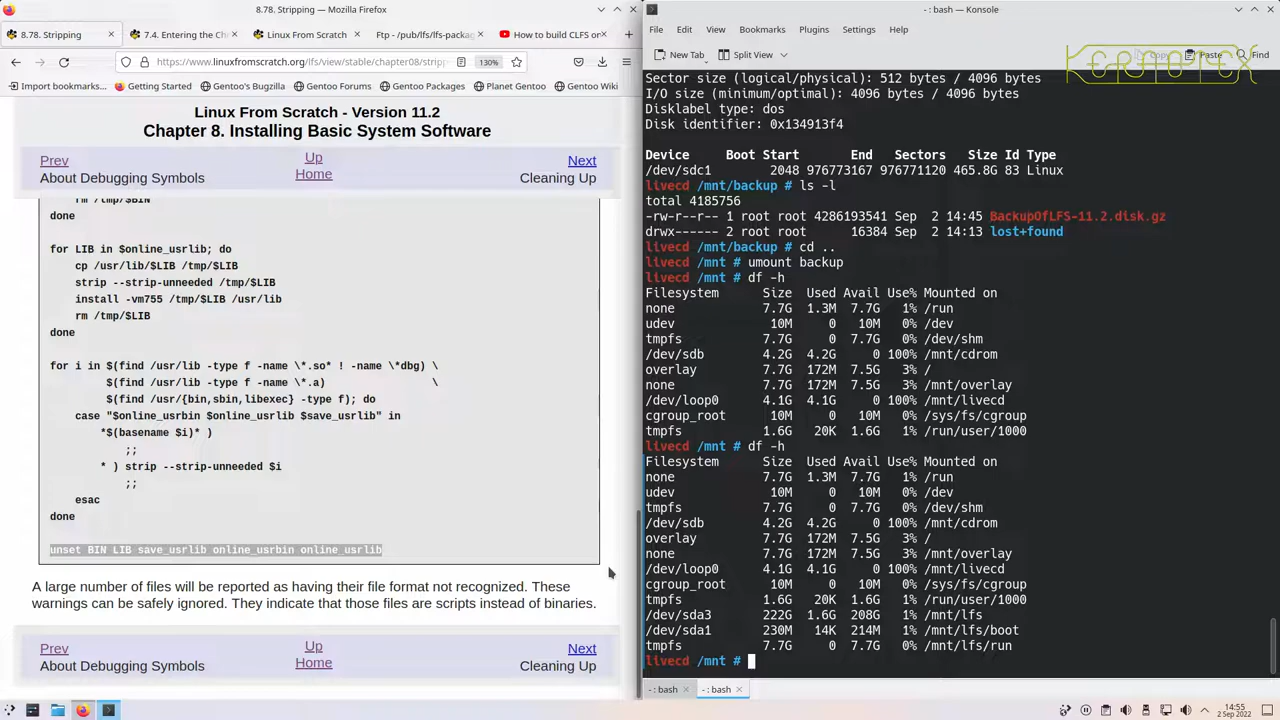 8.78. Stripping — Mozilla Firefox
8.78. Stripping
7.4. Entering the Ch
Linux From Scratch
Ftp - /pub/lfs/lfs-packag
How to build CLFS on
https://www.linuxfromscratch.org/lfs/view/stable/chapter08/strip
130%
Import bookmarks...
Getting Started
Gentoo's Bugzilla
Gentoo Forums
Gentoo Packages
Planet Gentoo
Gentoo Wiki
Linux From Scratch - Version 11.2
Chapter 8. Installing Basic System Software
Prev
Up
Next
About Debugging Symbols
Home
Cleaning Up
rm /tmp/$BIN
done
for LIB in $online_usrlib; do
cp /usr/lib/$LIB /tmp/$LIB
strip --strip-unneeded /tmp/$LIB
install -vm755 /tmp/$LIB /usr/lib
rm /tmp/$LIB
done
for i in $(find /usr/lib -type f -name \*.so* ! -name \*dbg) \
$(find /usr/lib -type f -name \*.a) \
$(find /usr/{bin,sbin,libexec} -type f); do
case "$online_usrbin $online_usrlib $save_usrlib" in
*$(basename $i)* )
;;
* ) strip --strip-unneeded $i
;;
esac
done
unset BIN LIB save_usrlib online_usrbin online_usrlib
A large number of files will be reported as having their file format not recognized. These
warnings can be safely ignored. They indicate that those files are scripts instead of binaries.
Prev
Up
Next
About Debugging Symbols
Home
Cleaning Up
- : bash — Konsole
File Edit View Bookmarks Plugins Settings Help
New Tab Split View Copy Paste Find
Sector size (logical/physical): 512 bytes / 4096 bytes
I/O size (minimum/optimal): 4096 bytes / 4096 bytes
Disklabel type: dos
Disk identifier: 0x134913f4
Device Boot Start End Sectors Size Id Type
/dev/sdc1 2048 976773167 976771120 465.8G 83 Linux
livecd /mnt/backup # ls -l
total 4185756
-rw-r--r-- 1 root root 4286193541 Sep 2 14:45 BackupOfLFS-11.2.disk.gz
drwx------ 2 root root 16384 Sep 2 14:13 lost+found
livecd /mnt/backup # cd ..
livecd /mnt # umount backup
livecd /mnt # df -h
Filesystem Size Used Avail Use% Mounted on
none 7.7G 1.3M 7.7G 1% /run
udev 10M 0 10M 0% /dev
tmpfs 7.7G 0 7.7G 0% /dev/shm
/dev/sdb 4.2G 4.2G 0 100% /mnt/cdrom
overlay 7.7G 172M 7.5G 3% /
none 7.7G 172M 7.5G 3% /mnt/overlay
/dev/loop0 4.1G 4.1G 0 100% /mnt/livecd
cgroup_root 10M 0 10M 0% /sys/fs/cgroup
tmpfs 1.6G 20K 1.6G 1% /run/user/1000
livecd /mnt # df -h
Filesystem Size Used Avail Use% Mounted on
none 7.7G 1.3M 7.7G 1% /run
udev 10M 0 10M 0% /dev
tmpfs 7.7G 0 7.7G 0% /dev/shm
/dev/sdb 4.2G 4.2G 0 100% /mnt/cdrom
overlay 7.7G 172M 7.5G 3% /
none 7.7G 172M 7.5G 3% /mnt/overlay
/dev/loop0 4.1G 4.1G 0 100% /mnt/livecd
cgroup_root 10M 0 10M 0% /sys/fs/cgroup
tmpfs 1.6G 20K 1.6G 1% /run/user/1000
/dev/sda3 222G 1.6G 208G 1% /mnt/lfs
/dev/sda1 230M 14K 214M 1% /mnt/lfs/boot
tmpfs 7.7G 0 7.7G 0% /mnt/lfs/run
livecd /mnt #
- : bash
- : bash
14:55
2 Sep 2022